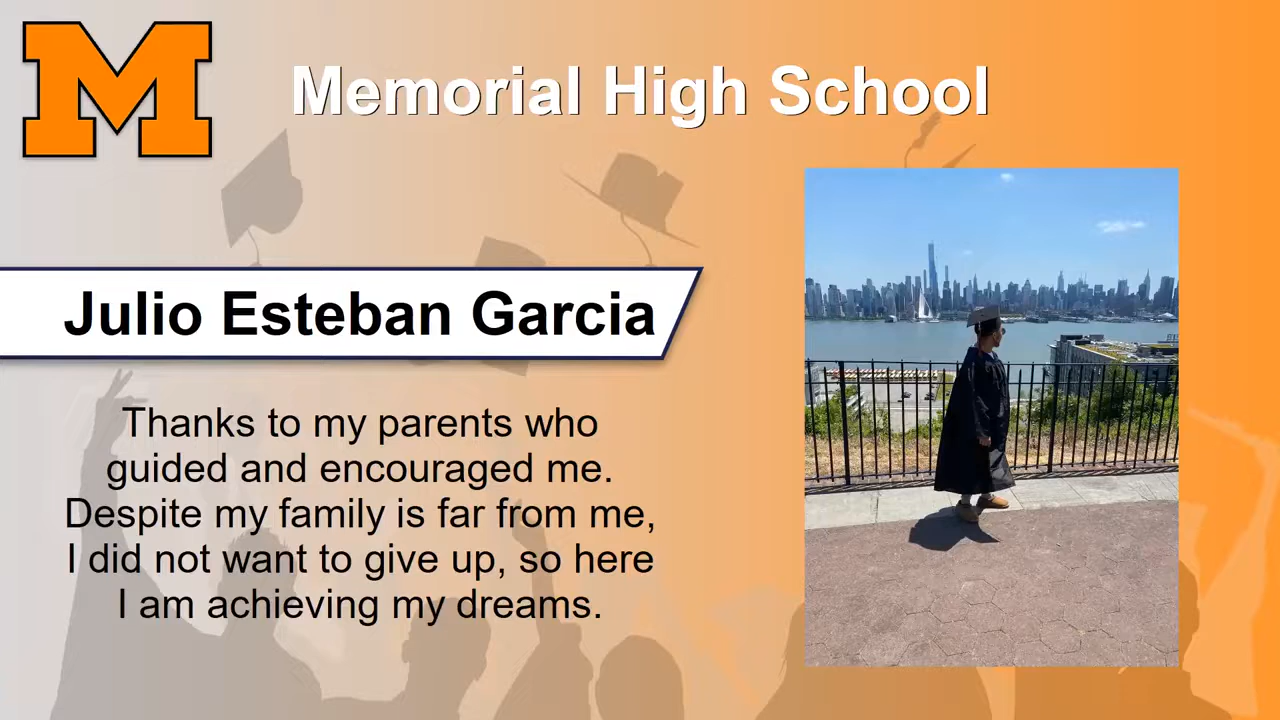 M
Memorial High School
Julio Esteban Garcia
Thanks to my parents who
guided and encouraged me.
Despite my family is far from me,
I did not want to give up, so here
I am achieving my dreams.